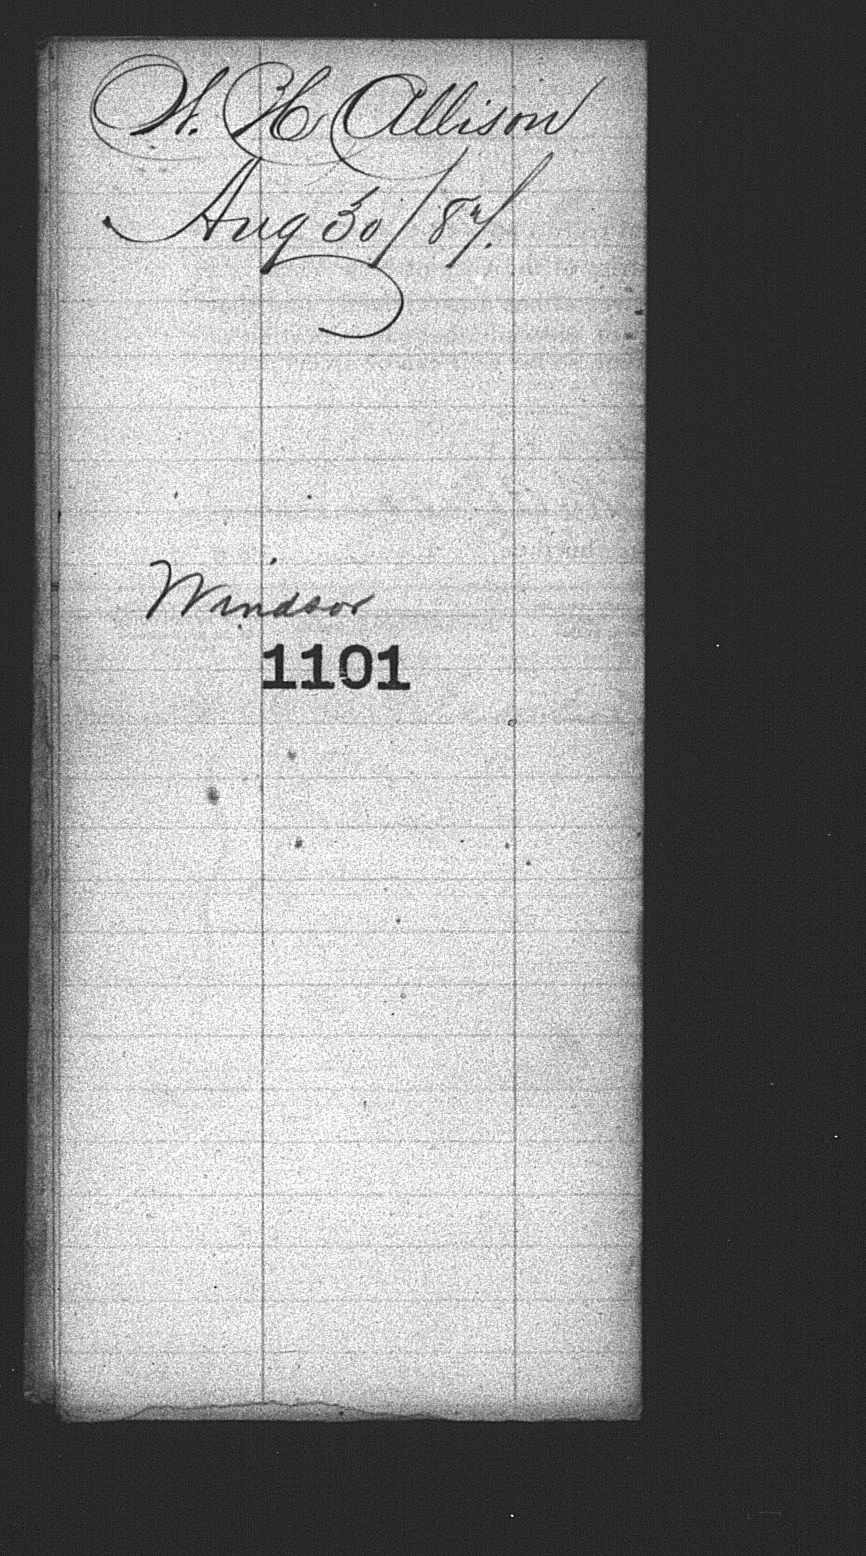 W. H. Allison
Aug 30/87.
Windsor
1101